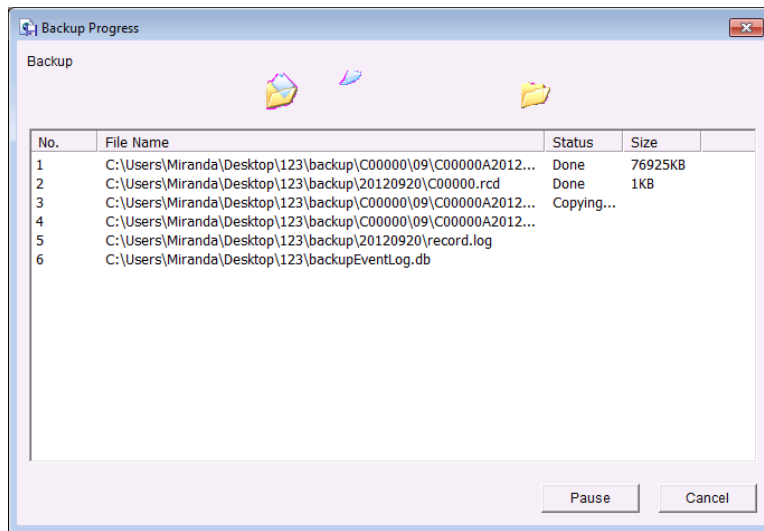 Backup Progress
Backup
No. File Name Status Size
1 C:\Users\Miranda\Desktop\123\backup\C00000\09\C00000A2012... Done 76925KB
2 C:\Users\Miranda\Desktop\123\backup\20120920\C00000.rcd Done 1KB
3 C:\Users\Miranda\Desktop\123\backup\C00000\09\C00000A2012... Copying...
4 C:\Users\Miranda\Desktop\123\backup\C00000\09\C00000A2012...
5 C:\Users\Miranda\Desktop\123\backup\20120920\record.log
6 C:\Users\Miranda\Desktop\123\backupEventLog.db
Pause Cancel